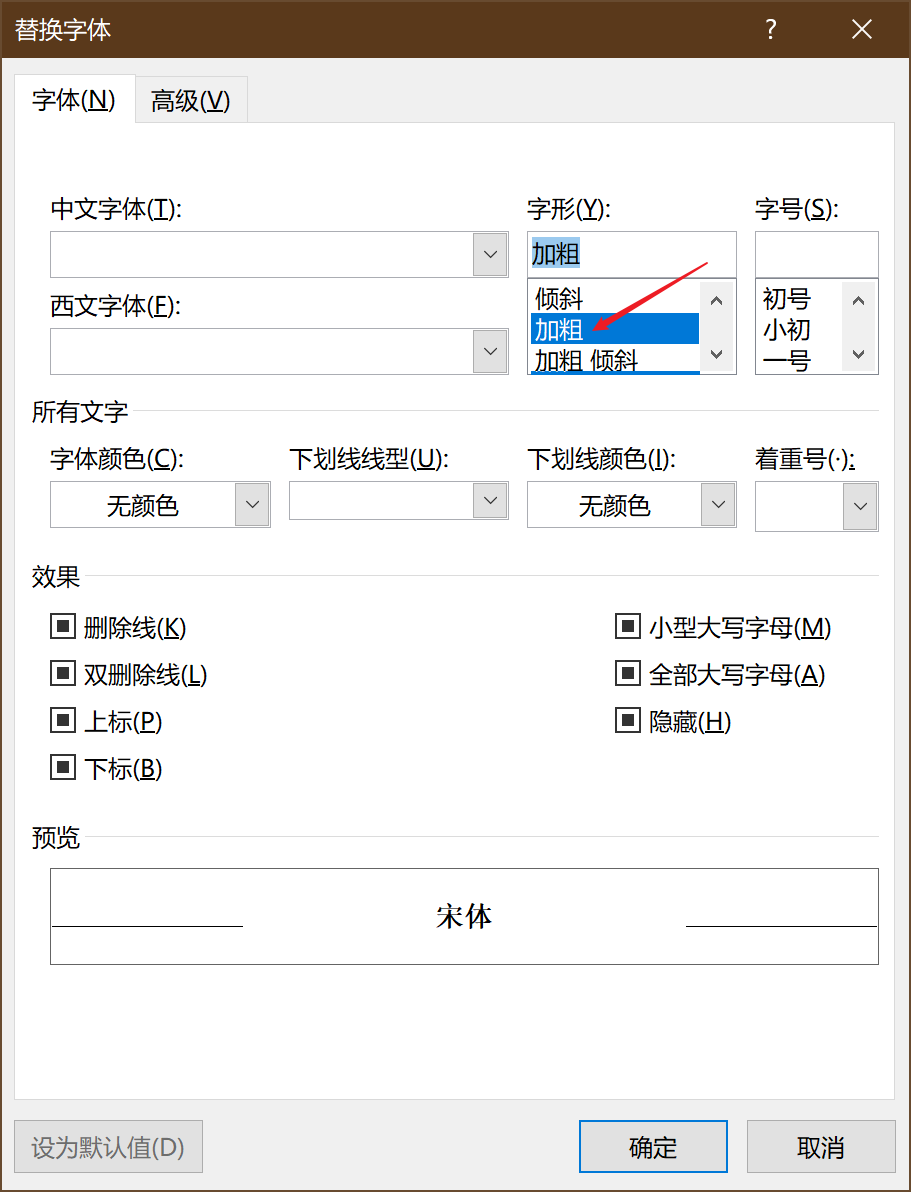 替换字体
?
字体(N) 高级(V)
中文字体(T): 字形(Y): 字号(S):
加粗
西文字体(F):
倾斜
加粗
加粗 倾斜
初号
小初
一号
所有文字
字体颜色(C): 下划线线型(U): 下划线颜色(I): 着重号(·):
无颜色 无颜色
效果
删除线(K) 小型大写字母(M)
双删除线(L) 全部大写字母(A)
上标(P) 隐藏(H)
下标(B)
预览
宋体
设为默认值(D) 确定 取消